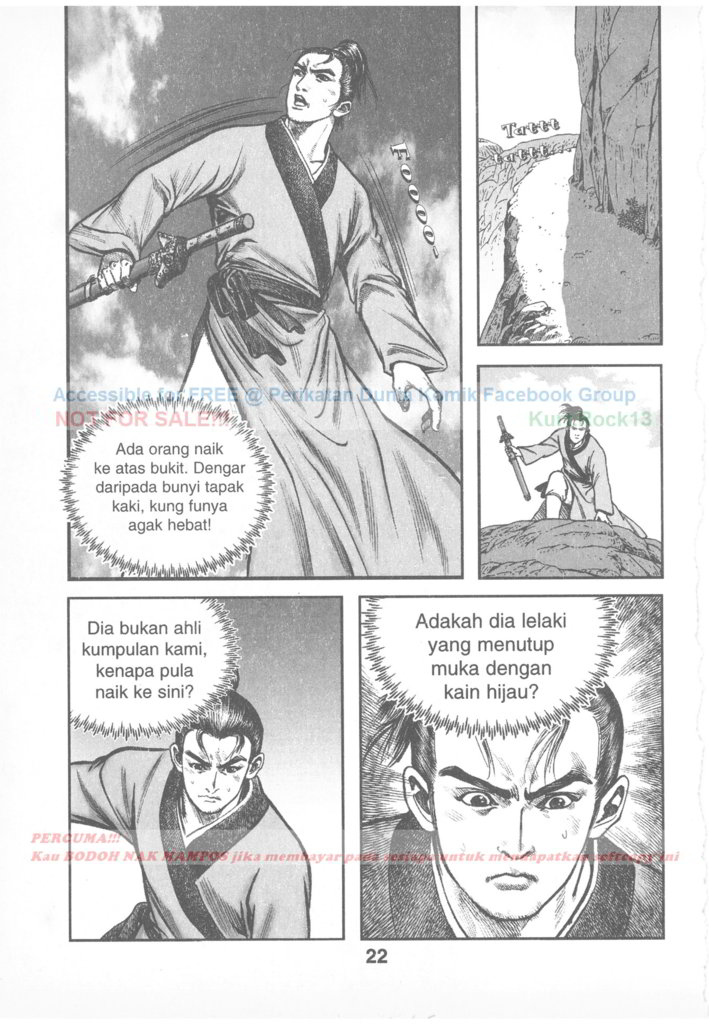 Foooo-
Tattt
tattt
Accessible for FREE @ Perikatan Dunia Komik Facebook Group
NOT FOR SALE!!!
KuntRock13
Ada orang naik
ke atas bukit. Dengar
daripada bunyi tapak
kaki, kung funya
agak hebat!
Dia bukan ahli
kumpulan kami,
kenapa pula
naik ke sini?
Adakah dia lelaki
yang menutup
muka dengan
kain hijau?
PERCUMA!!!
Kau BODOH NAK MAMPOS jika membayar pada sesiapa untuk mendapatkan softcopy ini
22